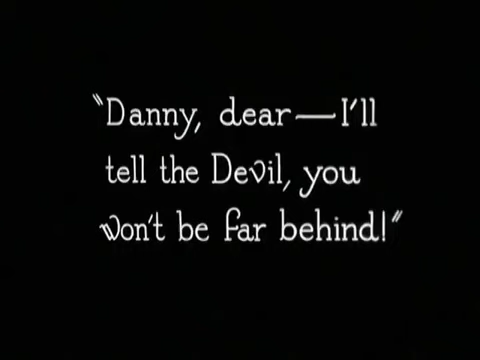 "Danny, dear—I'll
tell the Devil, you
won't be far behind!"